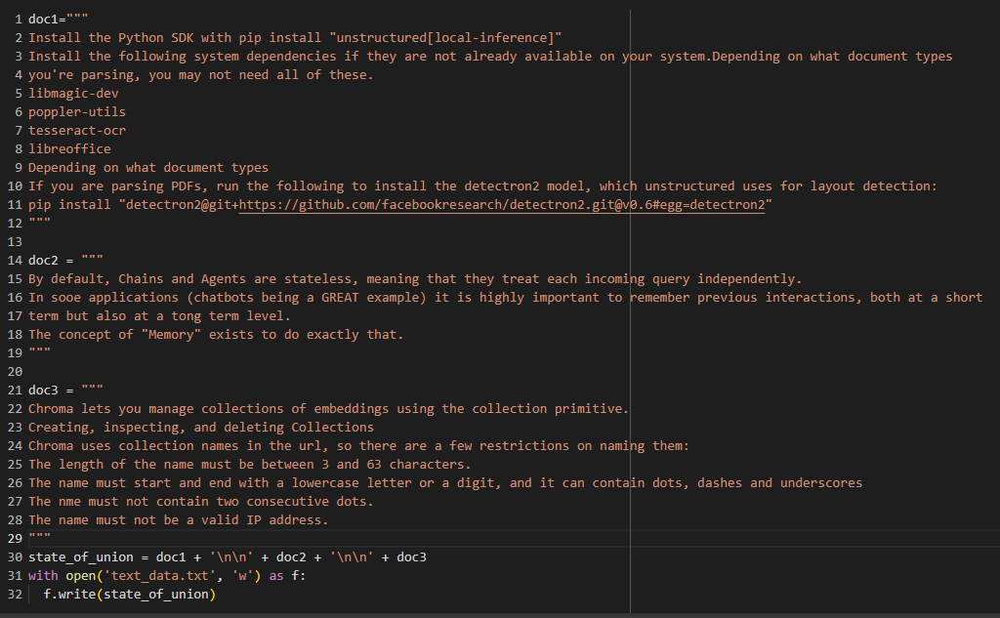 1 doc1="""
2 Install the Python SDK with pip install "unstructured[local-inference]"
3 Install the following system dependencies if they are not already available on your system.Depending on what document types
4 you're parsing, you may not need all of these.
5 libmagic-dev
6 poppler-utils
7 tesseract-ocr
8 libreoffice
9 Depending on what document types
10 If you are parsing PDFs, run the following to install the detectron2 model, which unstructured uses for layout detection:
11 pip install "detectron2@git+https://github.com/facebookresearch/detectron2.git@v0.6#egg=detectron2"
12 """
13
14 doc2 = """
15 By default, Chains and Agents are stateless, meaning that they treat each incoming query independently.
16 In sooe applications (chatbots being a GREAT example) it is highly important to remember previous interactions, both at a short
17 term but also at a tong term level.
18 The concept of "Memory" exists to do exactly that.
19 """
20
21 doc3 = """
22 Chroma lets you manage collections of embeddings using the collection primitive.
23 Creating, inspecting, and deleting Collections
24 Chroma uses collection names in the url, so there are a few restrictions on naming them:
25 The length of the name must be between 3 and 63 characters.
26 The name must start and end with a lowercase letter or a digit, and it can contain dots, dashes and underscores
27 The nme must not contain two consecutive dots.
28 The name must not be a valid IP address.
29 """
30 state_of_union = doc1 + '\n\n' + doc2 + '\n\n' + doc3
31 with open('text_data.txt', 'w') as f:
32   f.write(state_of_union)